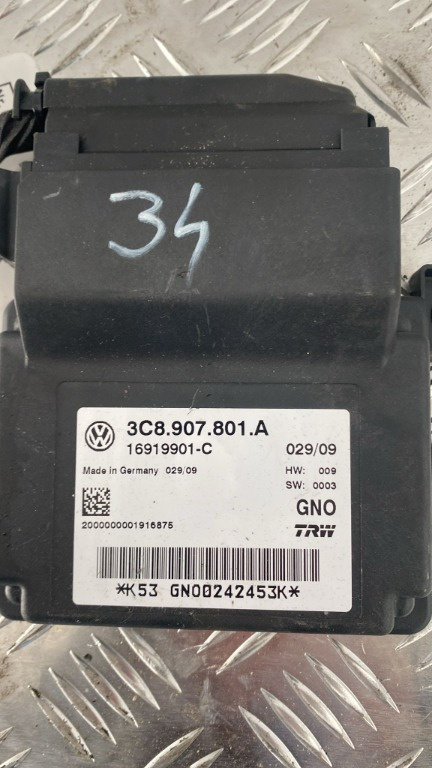 34
3C8.907.801.A
16919901-C 029/09
Made in Germany 029/09 HW: 009
SW: 0003
GNO
2000000001916875 TRW
*K53 GNO0242453K*